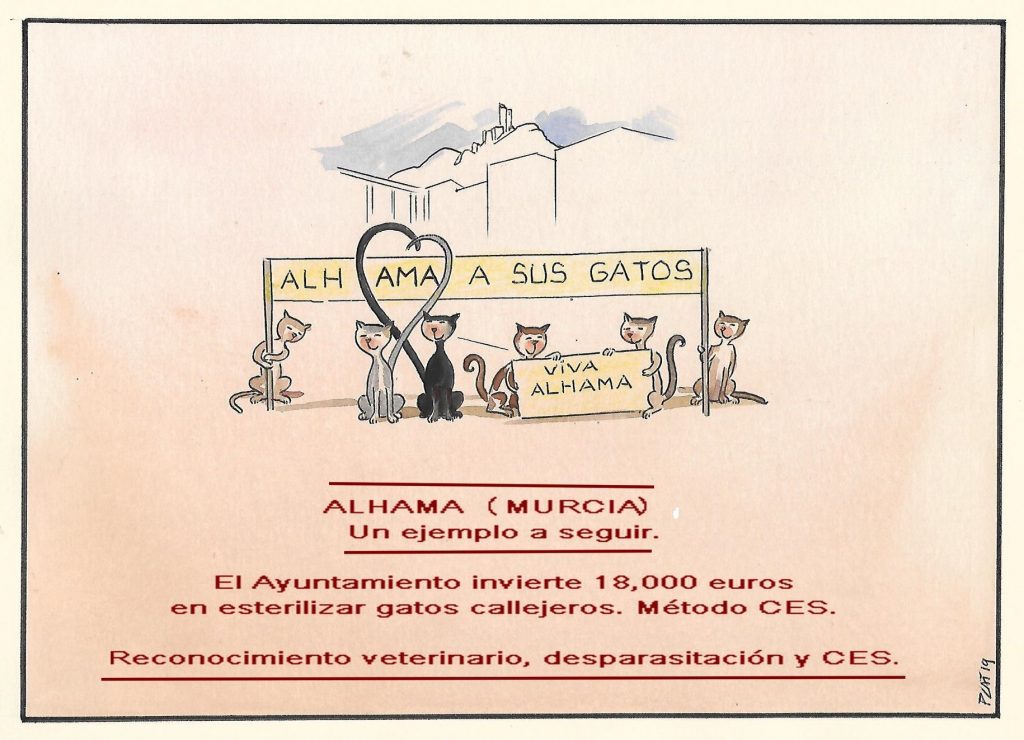 ALHAMA A SUS GATOS
VIVA
ALHAMA
ALHAMA (MURCIA)
Un ejemplo a seguir.
El Ayuntamiento invierte 18,000 euros
en esterilizar gatos callejeros. Método CES.
Reconocimiento veterinario, desparasitación y CES.